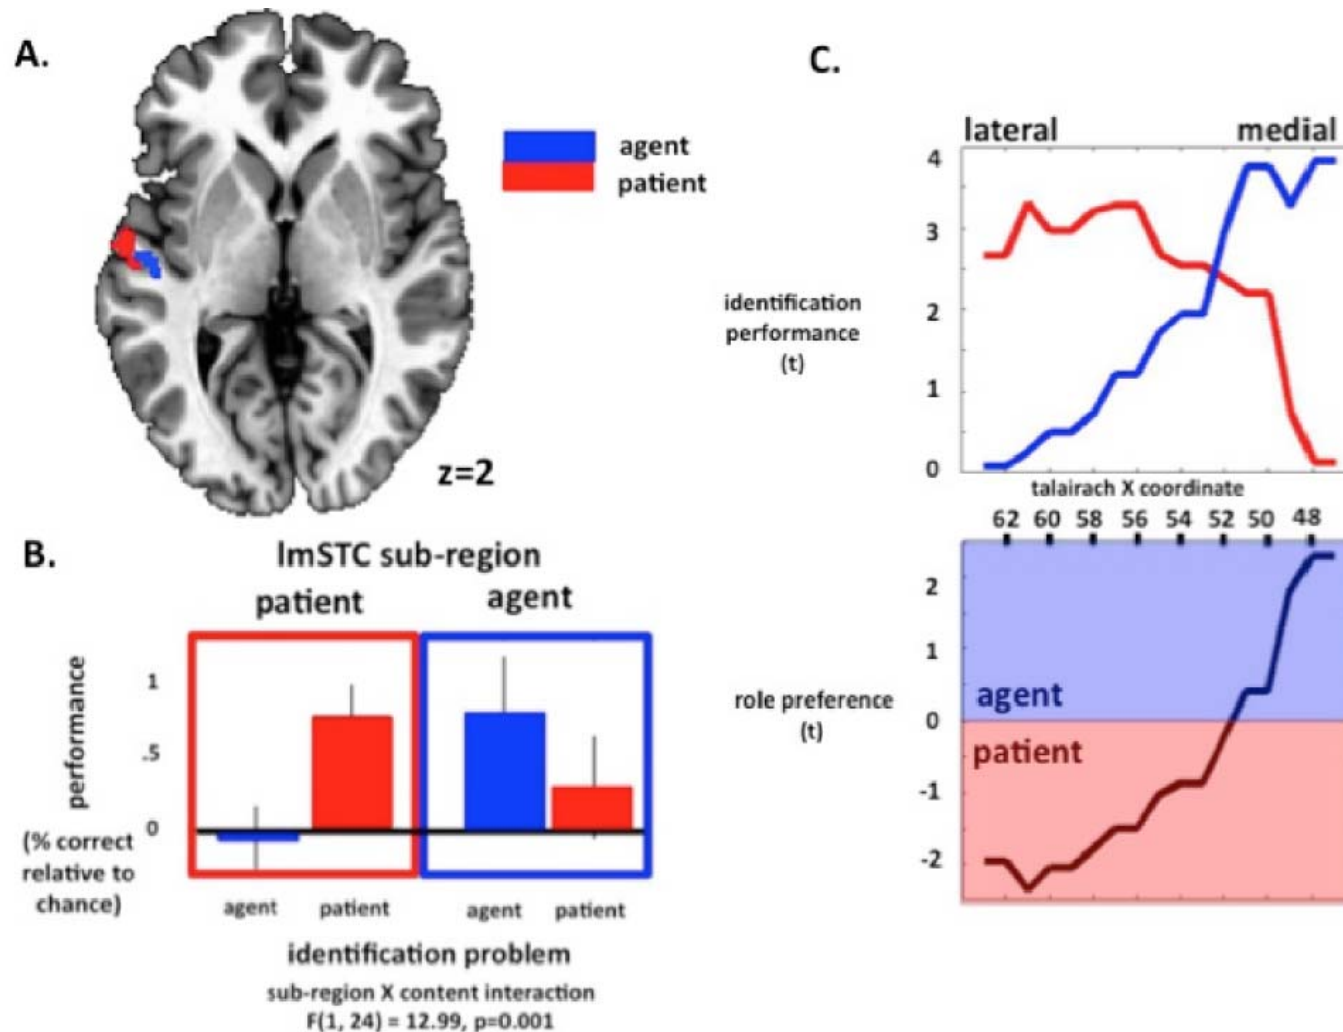 A.
agent
patient
z=2
B.
lmSTC sub-region
patient
agent
performance
(% correct
relative to
chance)
1
.5
0
agent
patient
agent
patient
identification problem
sub-region X content interaction
F(1, 24) = 12.99, p=0.001
C.
lateral
medial
identification
performance
(t)
4
3
2
1
0
talairach X coordinate
62 60 58 56 54 52 50 48
role preference
(t)
2
1
0
-1
-2
agent
patient